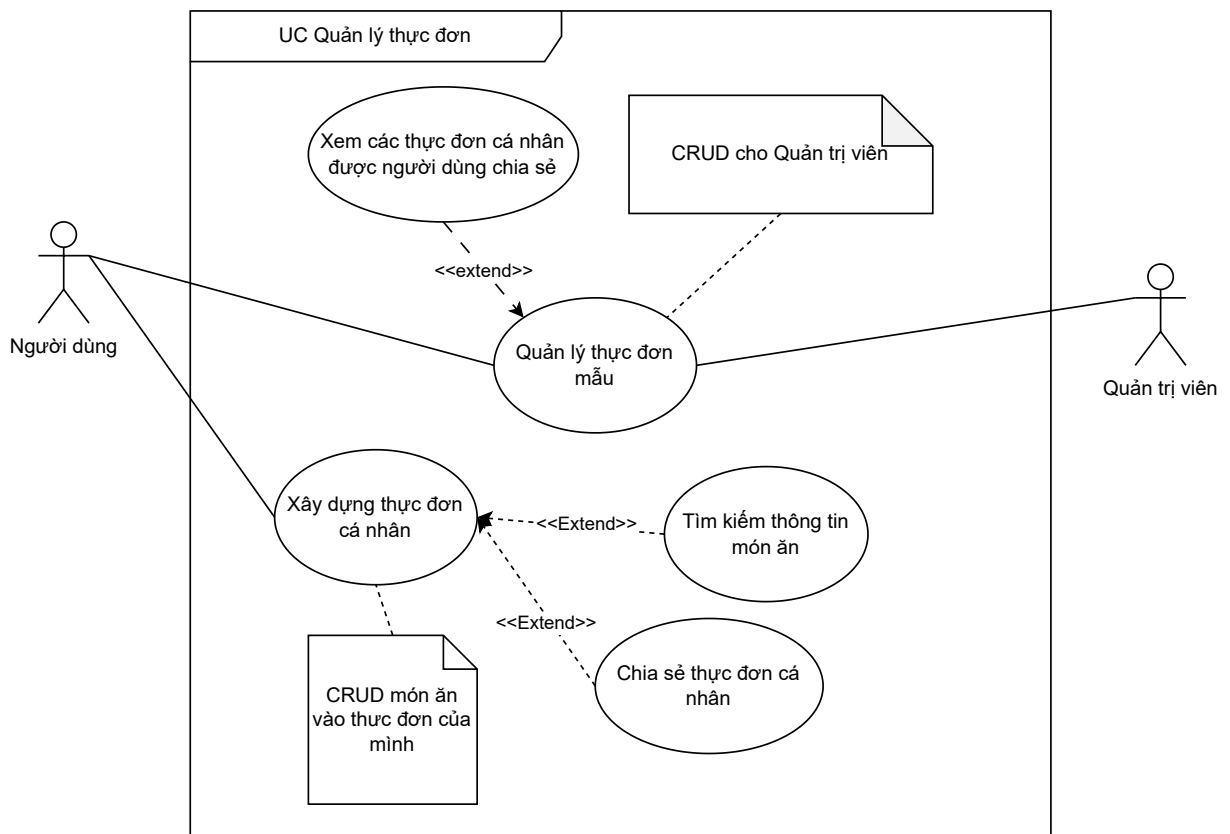 UC Quản lý thực đơn
Xem các thực đơn cá nhân
được người dùng chia sẻ
CRUD cho Quản trị viên
<<extend>>
Người dùng
Quản lý thực đơn
mẫu
Quản trị viên
Xây dựng thực đơn
cá nhân
<<Extend>>
Tìm kiếm thông tin
món ăn
<<Extend>>
Chia sẻ thực đơn cá
nhân
CRUD món ăn
vào thưc đơn của
mình